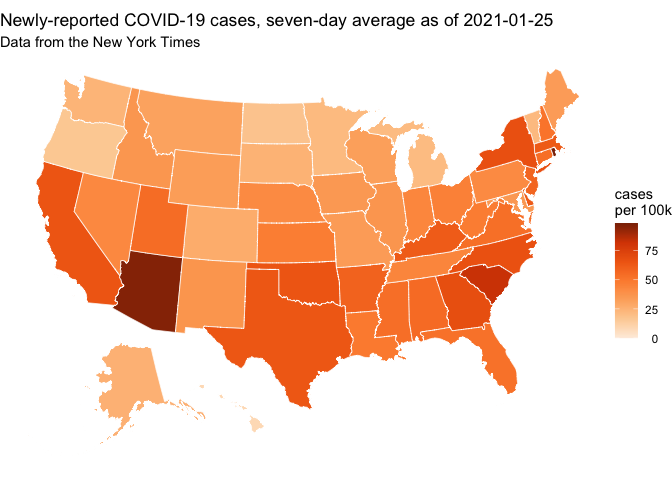 Newly-reported COVID-19 cases, seven-day average as of 2021-01-25
Data from the New York Times
cases
per 100k
75
50
25
0